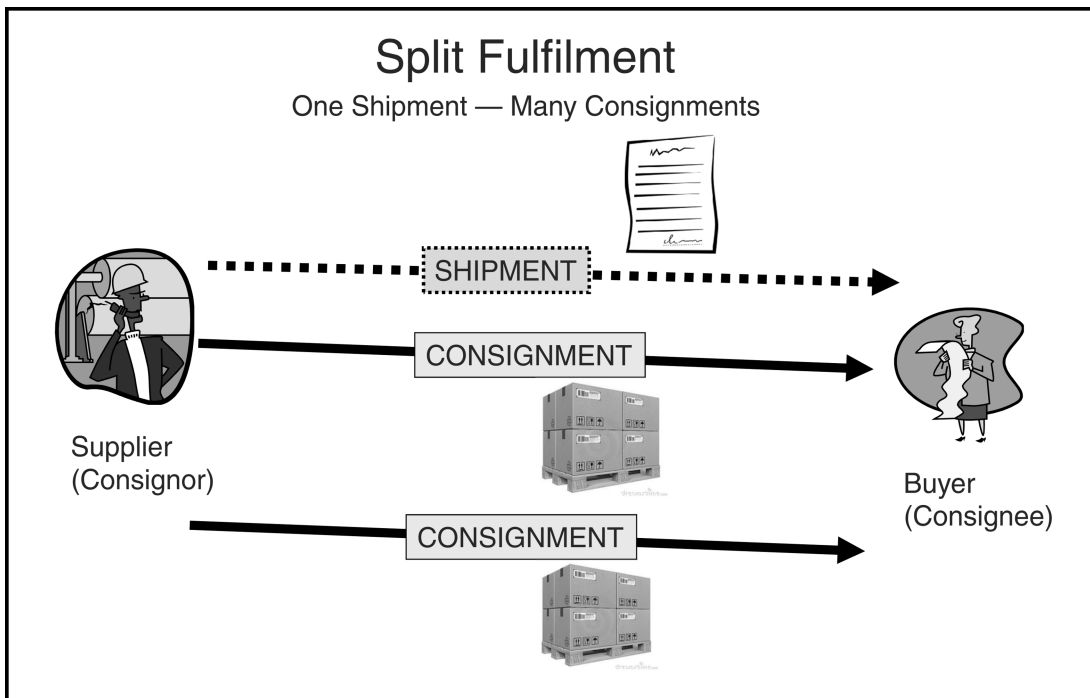 Split Fulfilment
One Shipment — Many Consignments
SHIPMENT
CONSIGNMENT
Supplier
(Consignor)
Buyer
(Consignee)
CONSIGNMENT